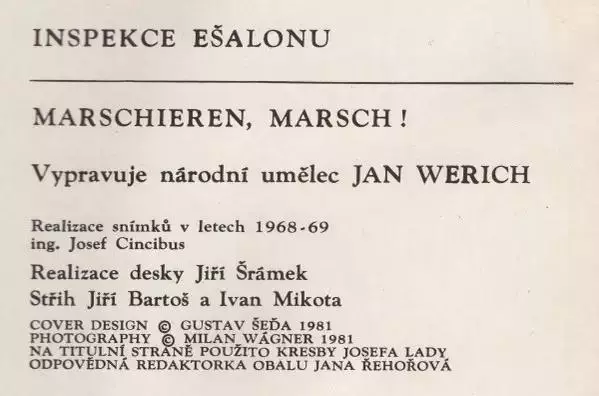 INSPEKCE EŠALONU
MARSCHIEREN, MARSCH !
Vypravuje národní umělec JAN WERICH
Realizace snímků v letech 1968-69
ing. Josef Cincibus
Realizace desky Jiří Šrámek
Střih Jiří Bartoš a Ivan Mikota
COVER DESIGN © GUSTAV ŠEĎA 1981
PHOTOGRAPHY © MILAN WÁGNER 1981
NA TITULNÍ STRANĚ POUŽITO KRESBY JOSEFA LADY
ODPOVĚDNÁ REDAKTORKA OBALU JANA ŘEHOŘOVÁ